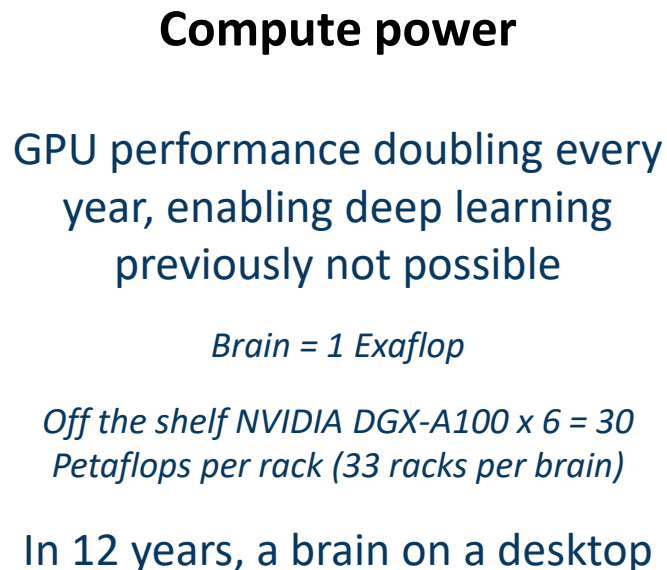 Compute power
GPU performance doubling every
year, enabling deep learning
previously not possible
Brain = 1 Exaflop
Off the shelf NVIDIA DGX-A100 x 6 = 30
Petaflops per rack (33 racks per brain)
In 12 years, a brain on a desktop